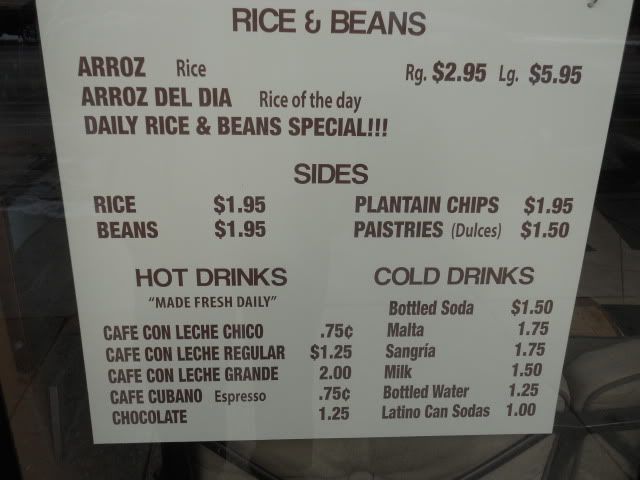 RICE & BEANS
ARROZ Rice Rg. $2.95 Lg. $5.95
ARROZ DEL DIA Rice of the day
DAILY RICE & BEANS SPECIAL!!!
SIDES
RICE $1.95 PLANTAIN CHIPS $1.95
BEANS $1.95 PAISTRIES (Dulces) $1.50
HOT DRINKS
"MADE FRESH DAILY"
CAFE CON LECHE CHICO .75¢
CAFE CON LECHE REGULAR $1.25
CAFE CON LECHE GRANDE 2.00
CAFE CUBANO Espresso .75¢
CHOCOLATE 1.25
COLD DRINKS
Bottled Soda $1.50
Malta 1.75
Sangría 1.75
Milk 1.50
Bottled Water 1.25
Latino Can Sodas 1.00